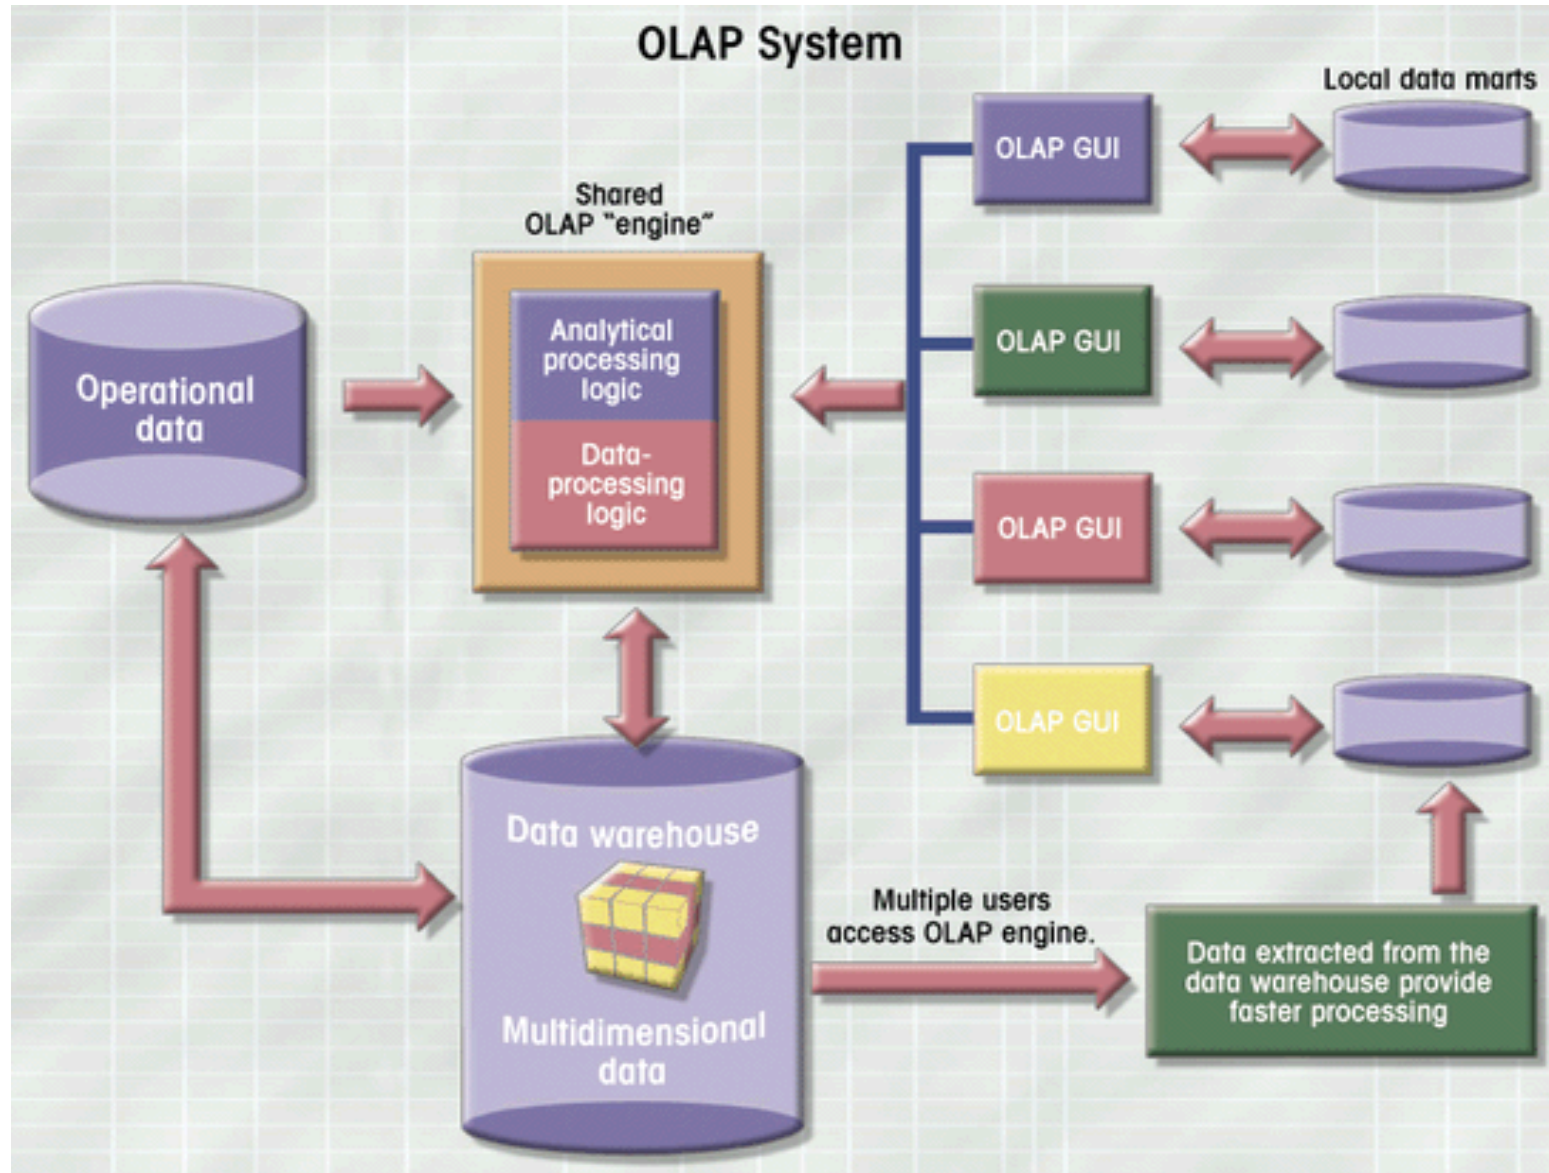 OLAP System
Local data marts
OLAP GUI
Shared
OLAP “engine”
Analytical
processing
logic
Data-
processing
logic
Operational
data
OLAP GUI
OLAP GUI
OLAP GUI
Data warehouse
Multidimensional
data
Multiple users
access OLAP engine.
Data extracted from the
data warehouse provide
faster processing